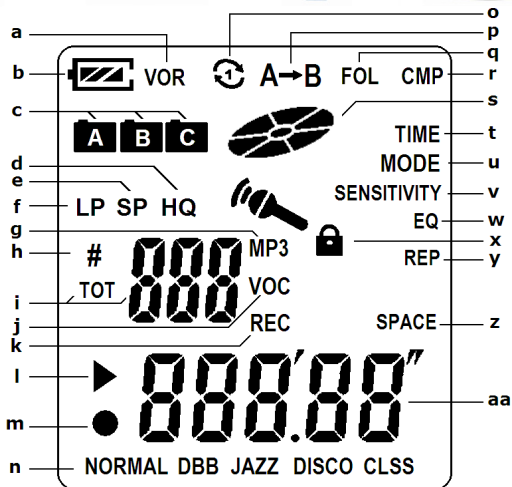 o
a p
q
b VOR 1 A→B FOL CMP r
c s
A B C TIME t
d MODE u
e SENSITIVITY v
f LP SP HQ EQ w
g MP3 x
h # 888 REP y
i TOT
j VOC
k REC SPACE z
l ▶ 888'.88"
aa
m ●
n NORMAL DBB JAZZ DISCO CLSS